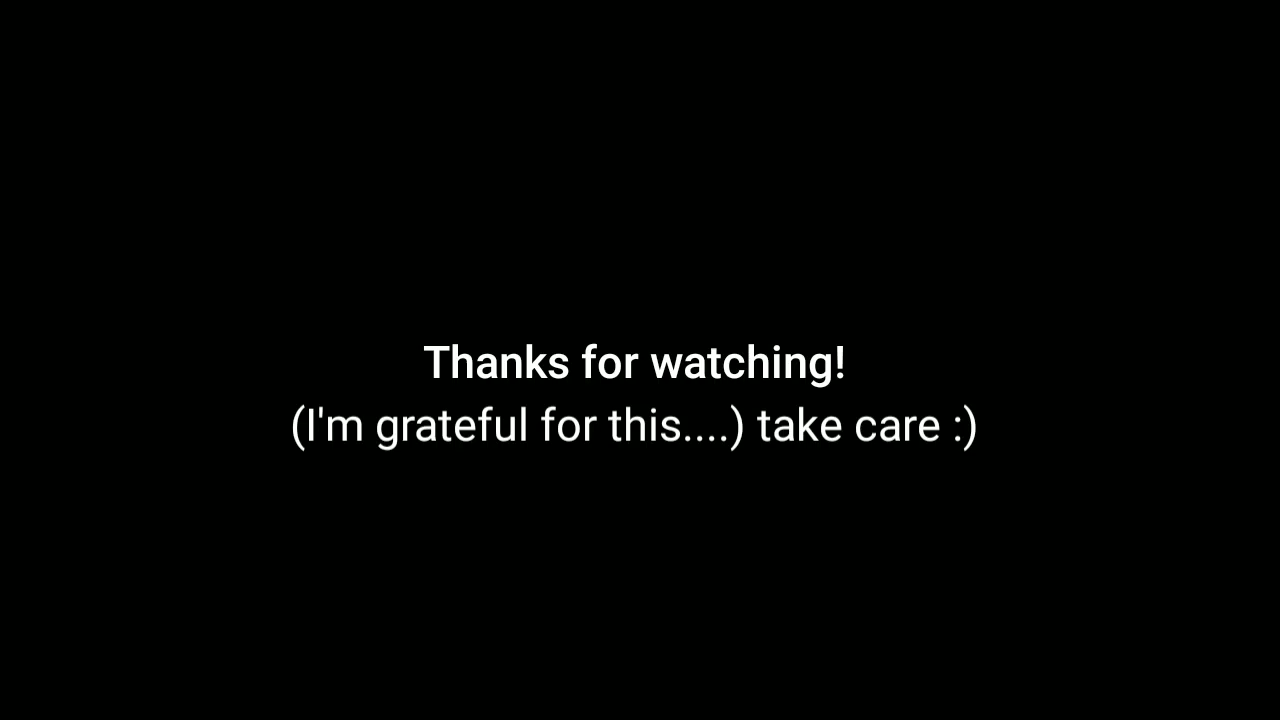 Thanks for watching!
(I'm grateful for this....) take care :)